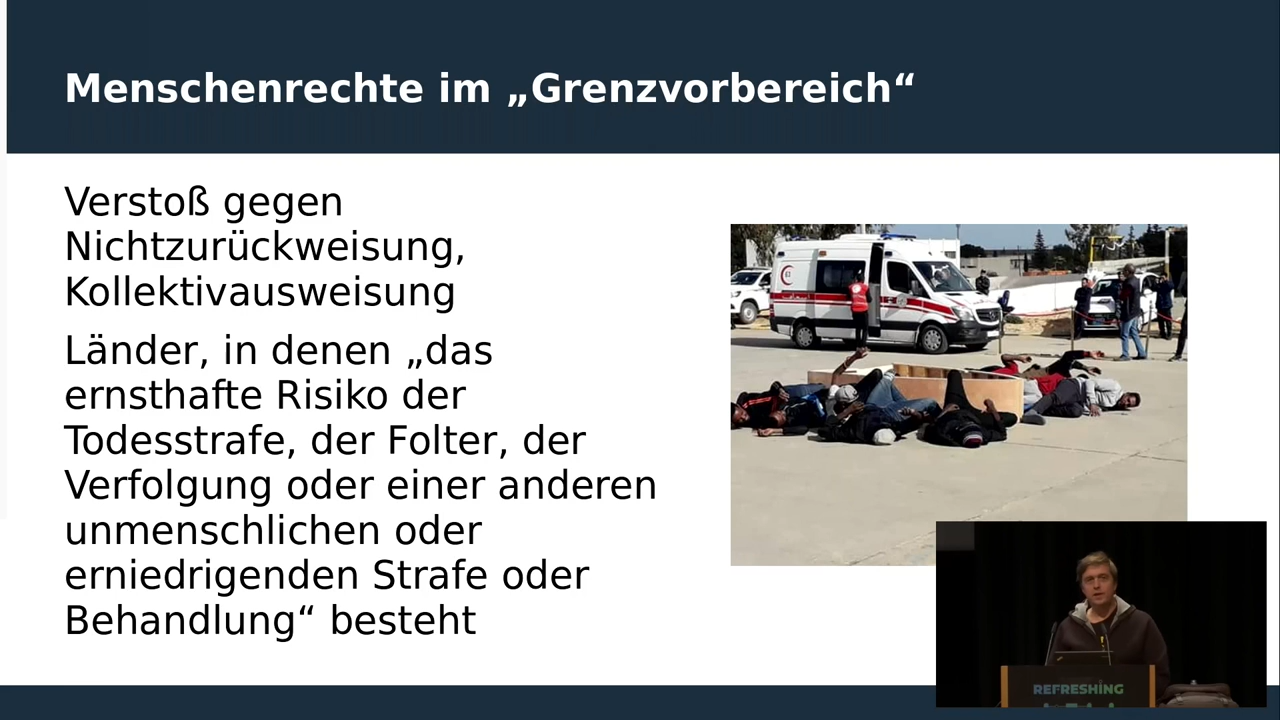 Menschenrechte im „Grenzvorbereich“
Verstoß gegen
Nichtzurückweisung,
Kollektivausweisung
Länder, in denen „das
ernsthafte Risiko der
Todesstrafe, der Folter, der
Verfolgung oder einer anderen
unmenschlichen oder
erniedrigenden Strafe oder
Behandlung“ besteht
REFRESHING